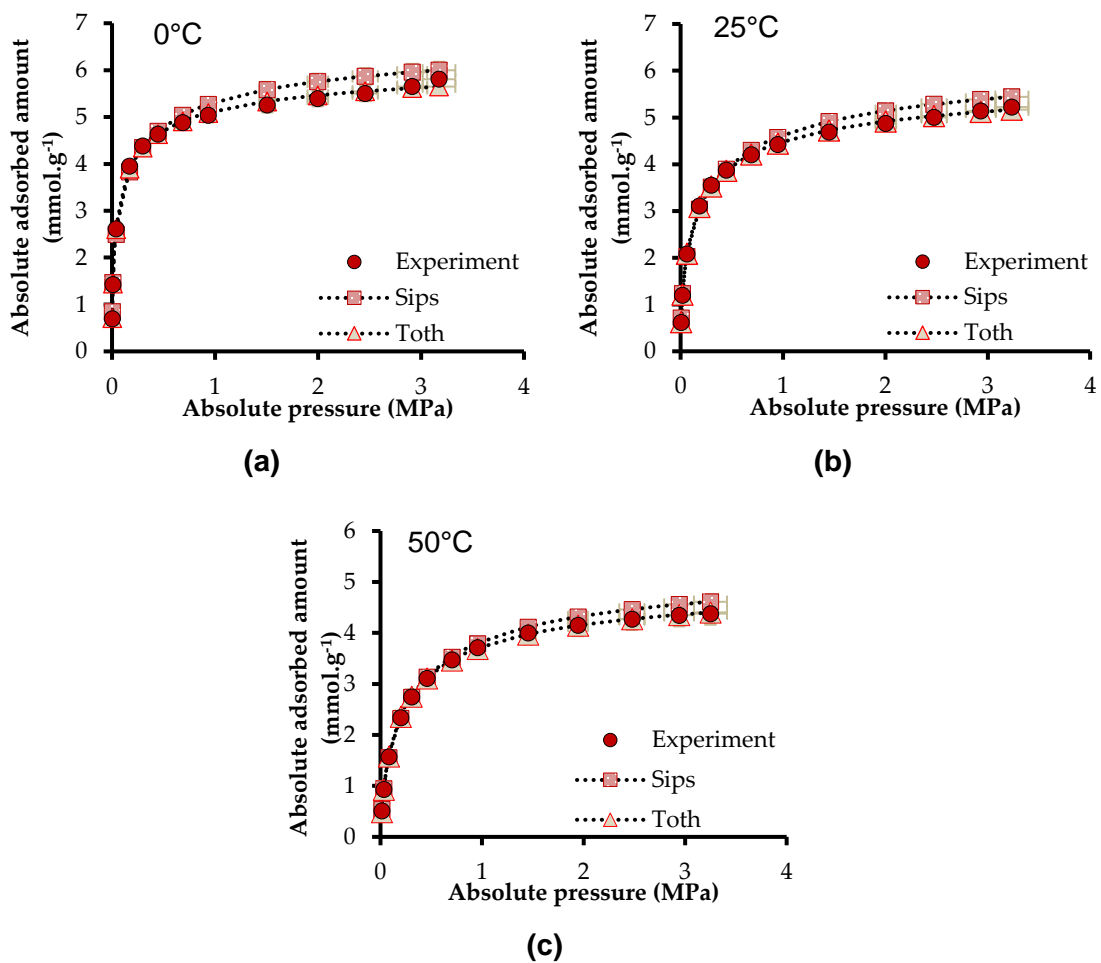 0°C
Absolute adsorbed amount
(mmol.g⁻¹)
7
6
5
4
3
2
1
0
Experiment
Sips
Toth
0 1 2 3 4
Absolute pressure (MPa)
(a)
25°C
Absolute adsorbed amount
(mmol.g⁻¹)
7
6
5
4
3
2
1
0
Experiment
Sips
Toth
0 1 2 3 4
Absolute pressure (MPa)
(b)
50°C
Absolute adsorbed amount
(mmol.g⁻¹)
6
5
4
3
2
1
0
Experiment
Sips
Toth
0 1 2 3 4
Absolute pressure (MPa)
(c)